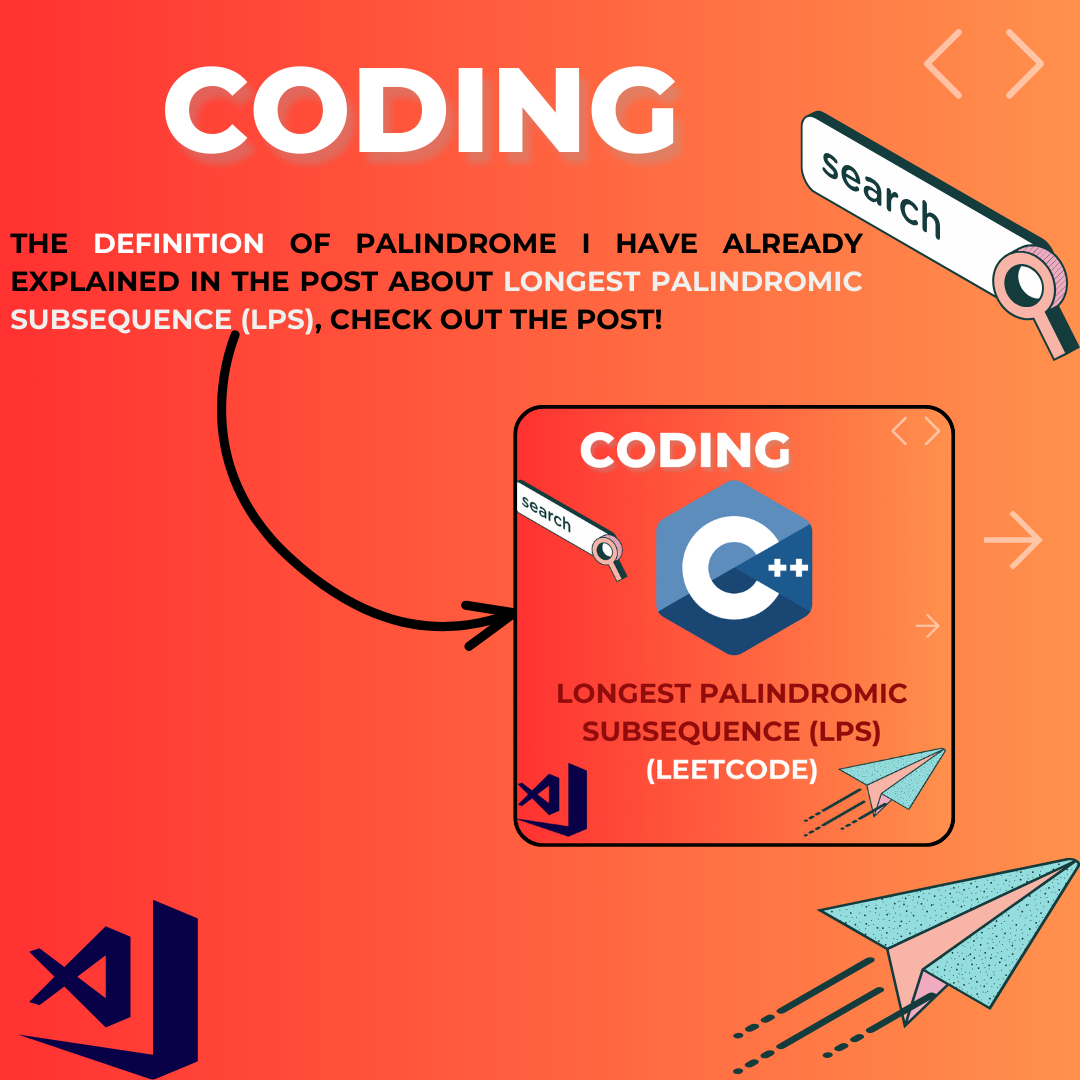 CODING
search
THE DEFINITION OF PALINDROME I HAVE ALREADY
EXPLAINED IN THE POST ABOUT LONGEST PALINDROMIC
SUBSEQUENCE (LPS), CHECK OUT THE POST!
CODING
search
C++
LONGEST PALINDROMIC
SUBSEQUENCE (LPS)
(LEETCODE)